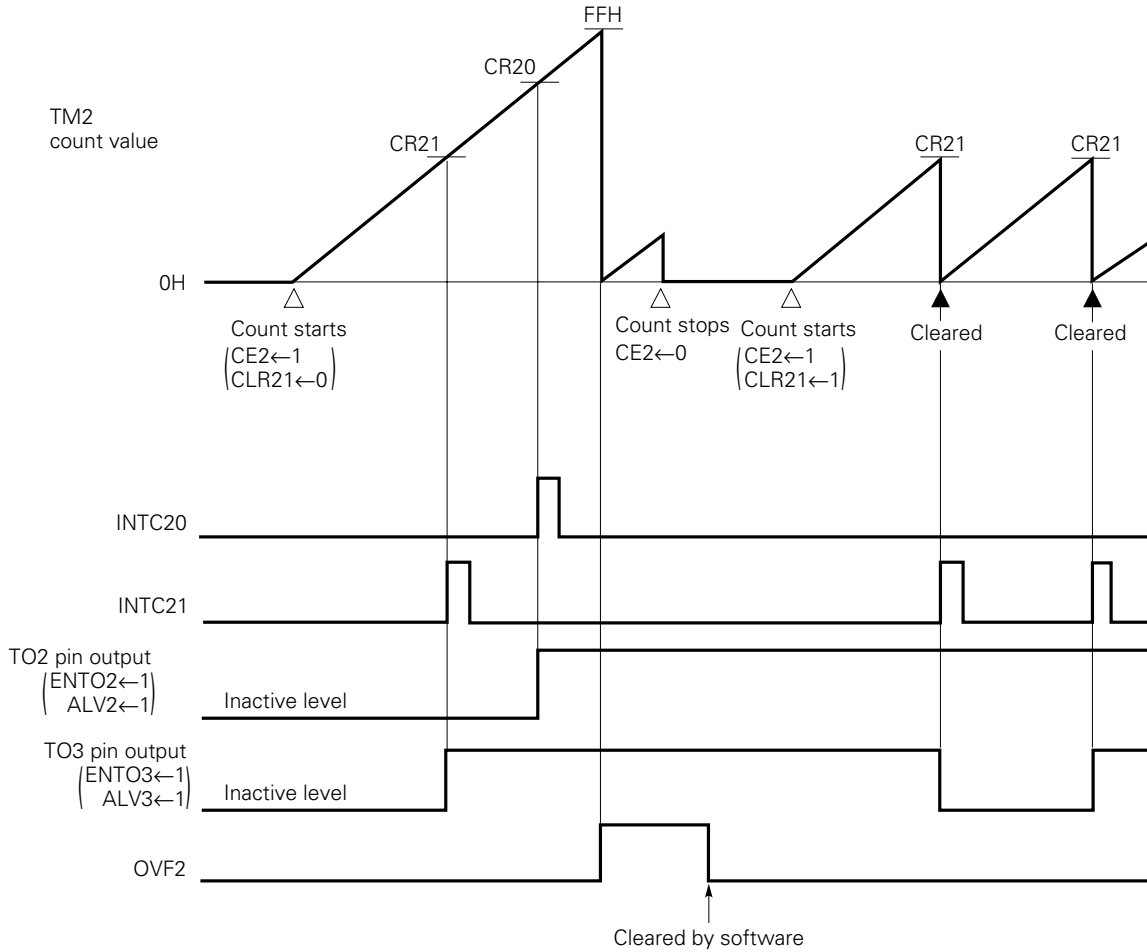 FFH
CR20
TM2
count value
CR21
CR21
CR21
0H
Count starts
(CE2←1
CLR21←0)
Count stops
CE2←0
Count starts
(CE2←1
CLR21←1)
Cleared
Cleared
INTC20
INTC21
TO2 pin output
(ENTO2←1
ALV2←1)
Inactive level
TO3 pin output
(ENTO3←1
ALV3←1)
Inactive level
OVF2
Cleared by software